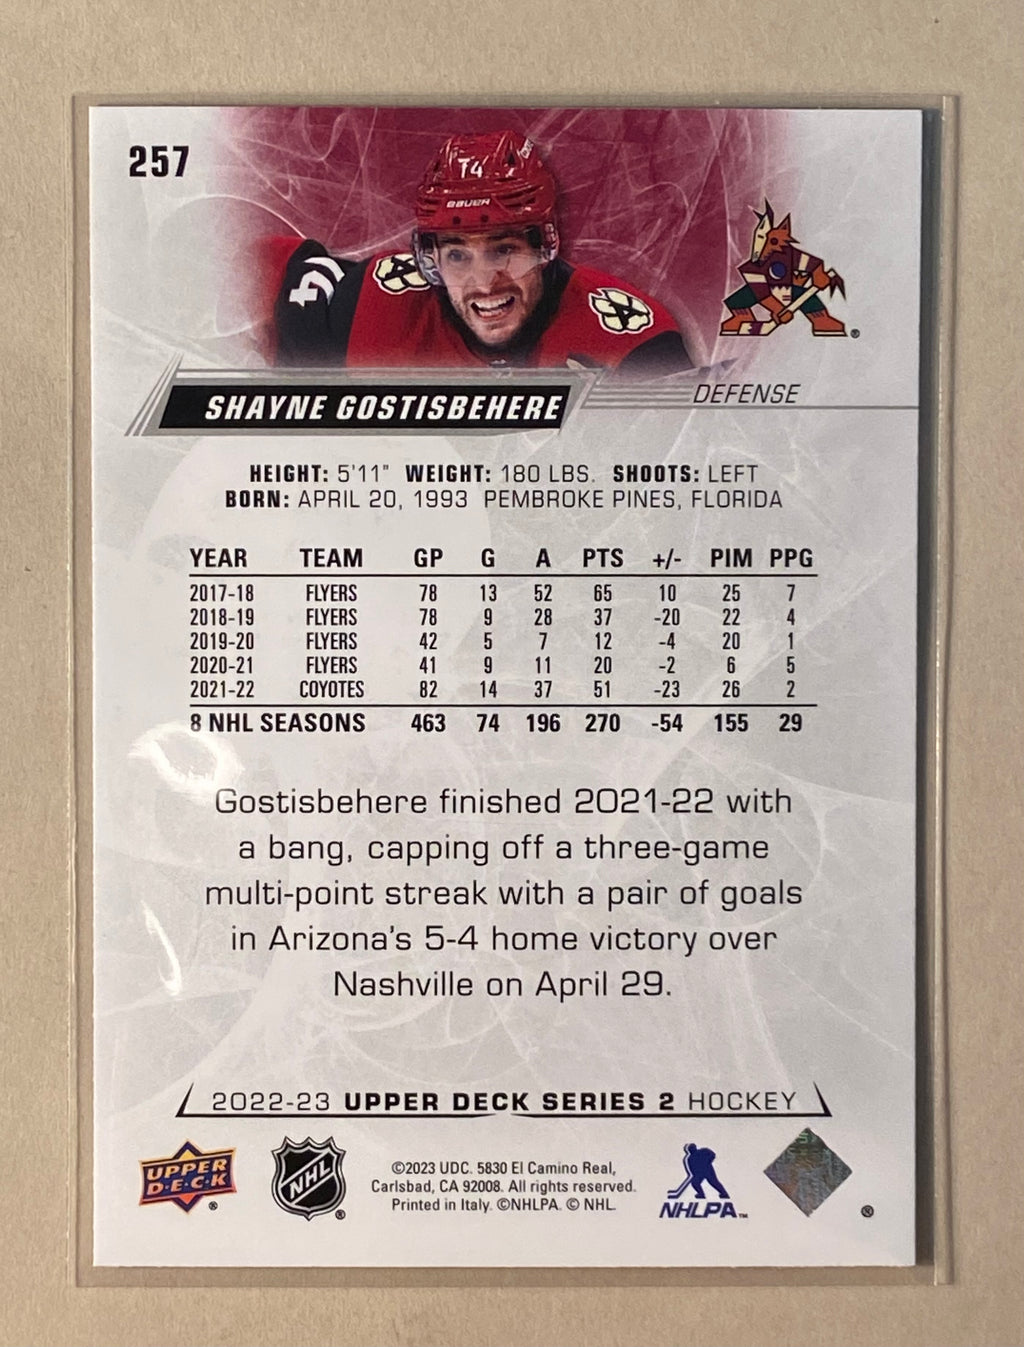 257
14
BAUER
14
A
A
®
SHAYNE GOSTISBEHERE
DEFENSE
HEIGHT: 5'11" WEIGHT: 180 LBS. SHOOTS: LEFT
BORN: APRIL 20, 1993 PEMBROKE PINES, FLORIDA
YEAR TEAM GP G A PTS +/- PIM PPG
2017-18 FLYERS 78 13 52 65 10 25 7
2018-19 FLYERS 78 9 28 37 -20 22 4
2019-20 FLYERS 42 5 7 12 -4 20 1
2020-21 FLYERS 41 9 11 20 -2 6 5
2021-22 COYOTES 82 14 37 51 -23 26 2
8 NHL SEASONS 463 74 196 270 -54 155 29
Gostisbehere finished 2021-22 with
a bang, capping off a three-game
multi-point streak with a pair of goals
in Arizona's 5-4 home victory over
Nashville on April 29.
2022-23 UPPER DECK SERIES 2 HOCKEY
UPPER
D·E·C·K ®
NHL ®
©2023 UDC. 5830 El Camino Real,
Carlsbad, CA 92008. All rights reserved.
Printed in Italy. ©NHLPA. © NHL.
NHLPA™
®